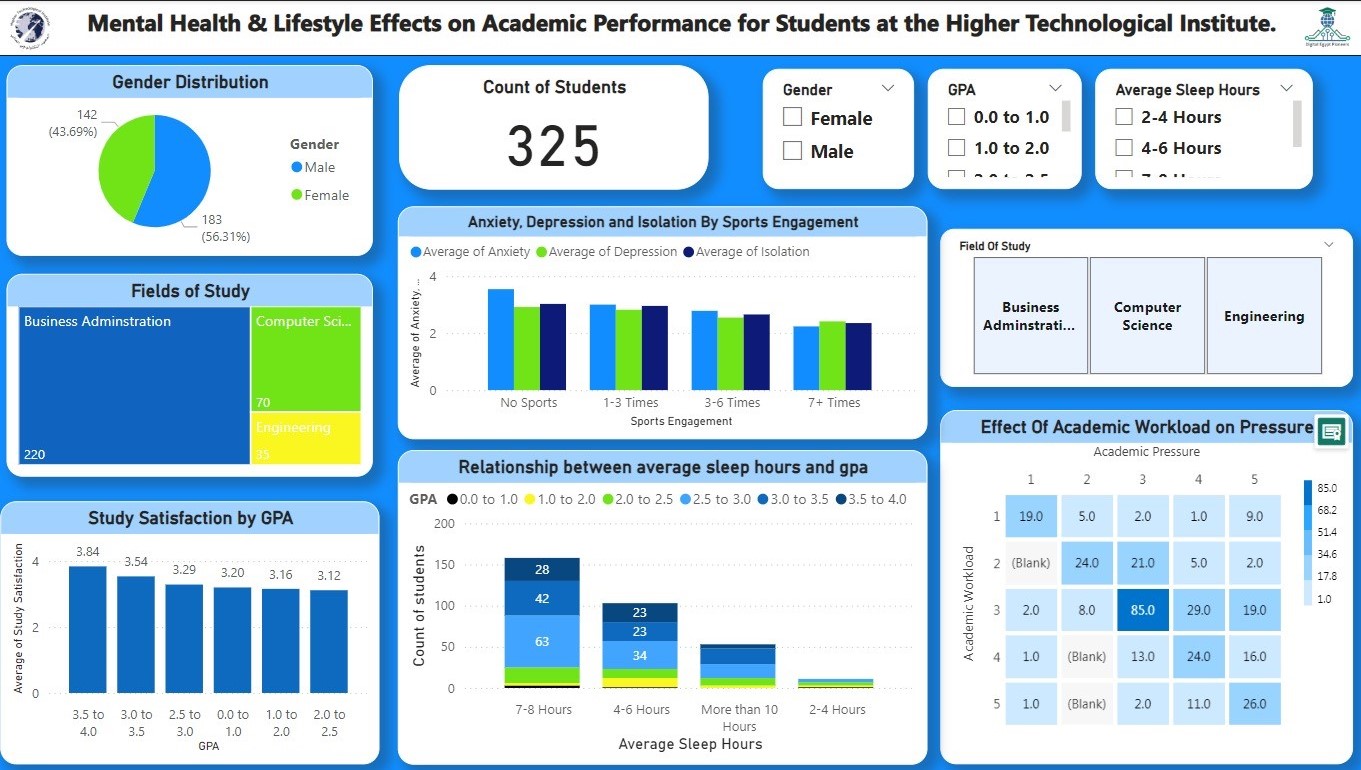 Mental Health & Lifestyle Effects on Academic Performance for Students at the Higher Technological Institute.
Digital Egypt Pioneers
Gender Distribution
142
(43.69%)
183
(56.31%)
Gender
Male
Female
Count of Students
325
Gender
Female
Male
GPA
0.0 to 1.0
1.0 to 2.0
Average Sleep Hours
2-4 Hours
4-6 Hours
Fields of Study
Business Adminstration
220
Computer Sci...
70
Engineering
35
Anxiety, Depression and Isolation By Sports Engagement
Average of Anxiety Average of Depression Average of Isolation
Average of Anxiety, ...
4
2
0
No Sports 1-3 Times 3-6 Times 7+ Times
Sports Engagement
Field Of Study
Business
Adminstrati...
Computer
Science
Engineering
Study Satisfaction by GPA
Average of Study Satisfaction
4
2
0
3.84 3.54 3.29 3.20 3.16 3.12
3.5 to 3.0 to 2.5 to 0.0 to 1.0 to 2.0 to
4.0 3.5 3.0 1.0 2.0 2.5
GPA
Relationship between average sleep hours and gpa
GPA 0.0 to 1.0 1.0 to 2.0 2.0 to 2.5 2.5 to 3.0 3.0 to 3.5 3.5 to 4.0
Count of students
200
150
100
50
0
28
42
63
23
23
34
7-8 Hours 4-6 Hours More than 10 2-4 Hours
Hours
Average Sleep Hours
Effect Of Academic Workload on Pressure
Academic Pressure
Academic Workload
1 2 3 4 5
1 19.0 5.0 2.0 1.0 9.0
2 (Blank) 24.0 21.0 5.0 2.0
3 2.0 8.0 85.0 29.0 19.0
4 1.0 (Blank) 13.0 24.0 16.0
5 1.0 (Blank) 2.0 11.0 26.0
85.0
68.2
51.4
34.6
17.8
1.0